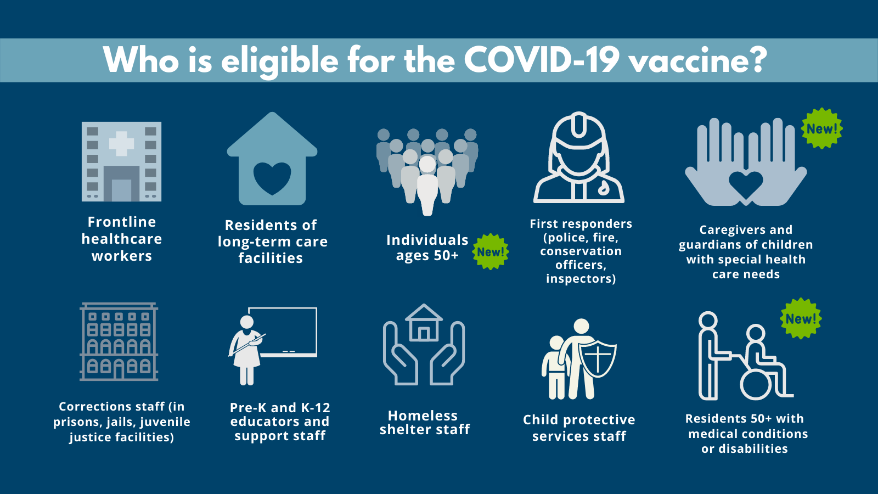 Who is eligible for the COVID-19 vaccine?
Frontline
healthcare
workers
Residents of
long-term care
facilities
Individuals
ages 50+
New!
First responders
(police, fire,
conservation
officers,
inspectors)
New!
Caregivers and
guardians of children
with special health
care needs
Corrections staff (in
prisons, jails, juvenile
justice facilities)
Pre-K and K-12
educators and
support staff
Homeless
shelter staff
Child protective
services staff
New!
Residents 50+ with
medical conditions
or disabilities